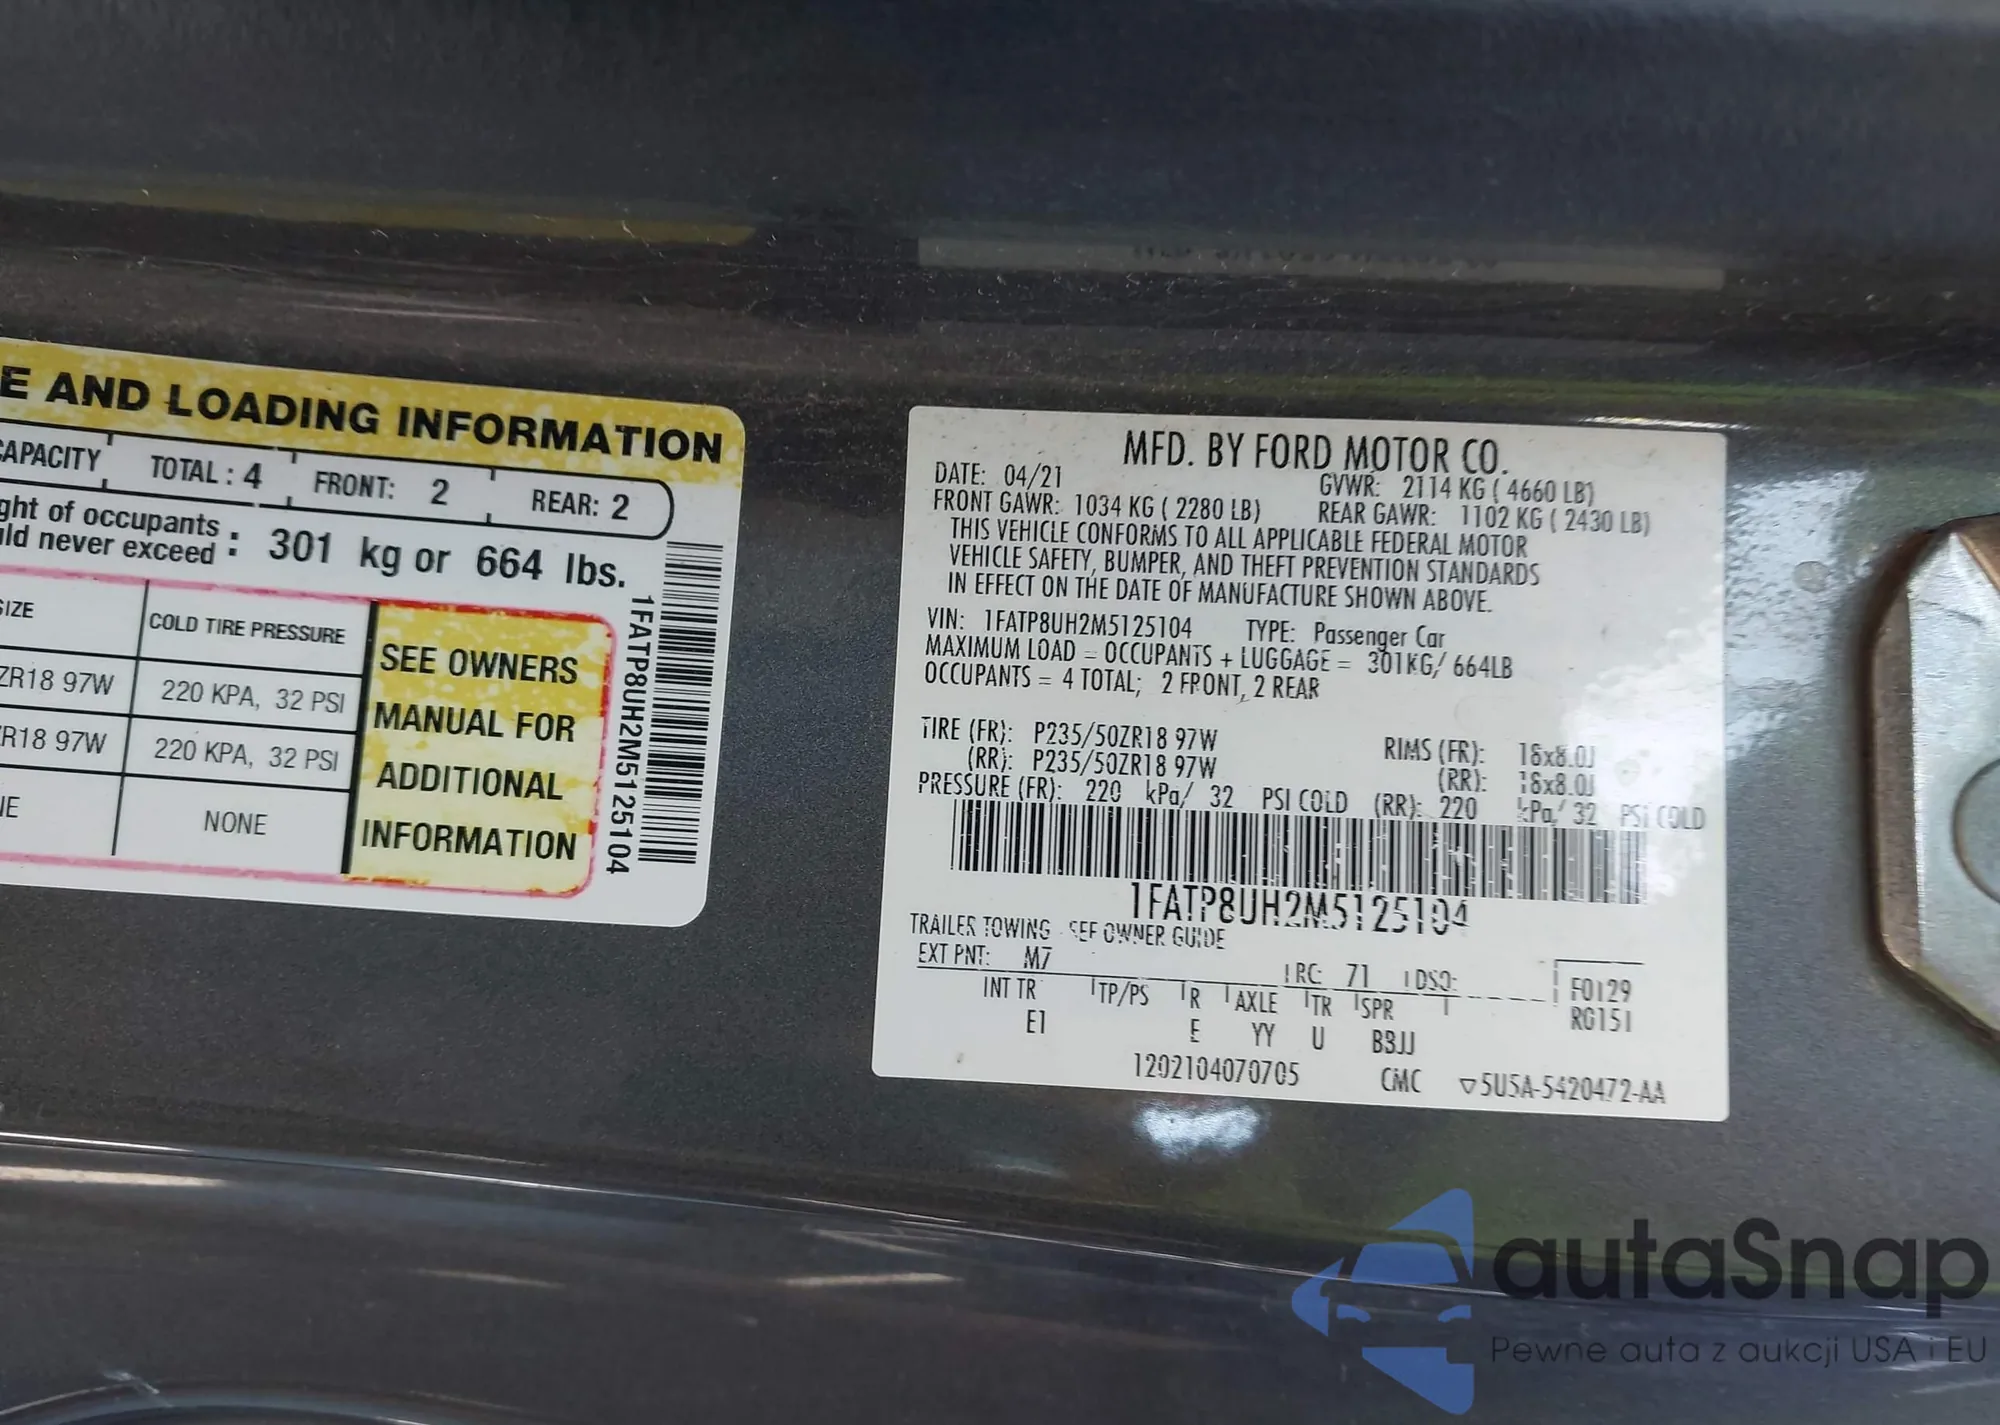 E AND LOADING INFORMATION
CAPACITY TOTAL : 4 FRONT: 2 REAR: 2
ght of occupants
uld never exceed : 301 kg or 664 lbs.
SIZE COLD TIRE PRESSURE
ZR18 97W 220 KPA, 32 PSI
R18 97W 220 KPA, 32 PSI
NE NONE
SEE OWNERS
MANUAL FOR
ADDITIONAL
INFORMATION
1FATP8UH2M5125104
MFD. BY FORD MOTOR CO.
DATE: 04/21 GVWR: 2114 KG ( 4660 LB)
FRONT GAWR: 1034 KG ( 2280 LB) REAR GAWR: 1102 KG ( 2430 LB)
THIS VEHICLE CONFORMS TO ALL APPLICABLE FEDERAL MOTOR
VEHICLE SAFETY, BUMPER, AND THEFT PREVENTION STANDARDS
IN EFFECT ON THE DATE OF MANUFACTURE SHOWN ABOVE.
VIN: 1FATP8UH2M5125104 TYPE: Passenger Car
MAXIMUM LOAD = OCCUPANTS + LUGGAGE = 301KG/ 664LB
OCCUPANTS = 4 TOTAL; 2 FRONT, 2 REAR
TIRE (FR): P235/50ZR18 97W RIMS (FR): 18x8.0J
(RR): P235/50ZR18 97W (RR): 18x8.0J
PRESSURE (FR): 220 kPa/ 32 PSI COLD (RR): 220 kPa/ 32 PSI COLD
1FATP8UH2M5125104
TRAILER TOWING - SEE OWNER GUIDE
EXT PNT: M7 RC: 71 DSO: F0129
INT TR TP/PS R AXLE TR SPR RG151
E1 E YY U B3JJ
1202104070705 CMC ▽5U5A-5420472-AA
autaSnap
Pewne auta z aukcji USA i EU